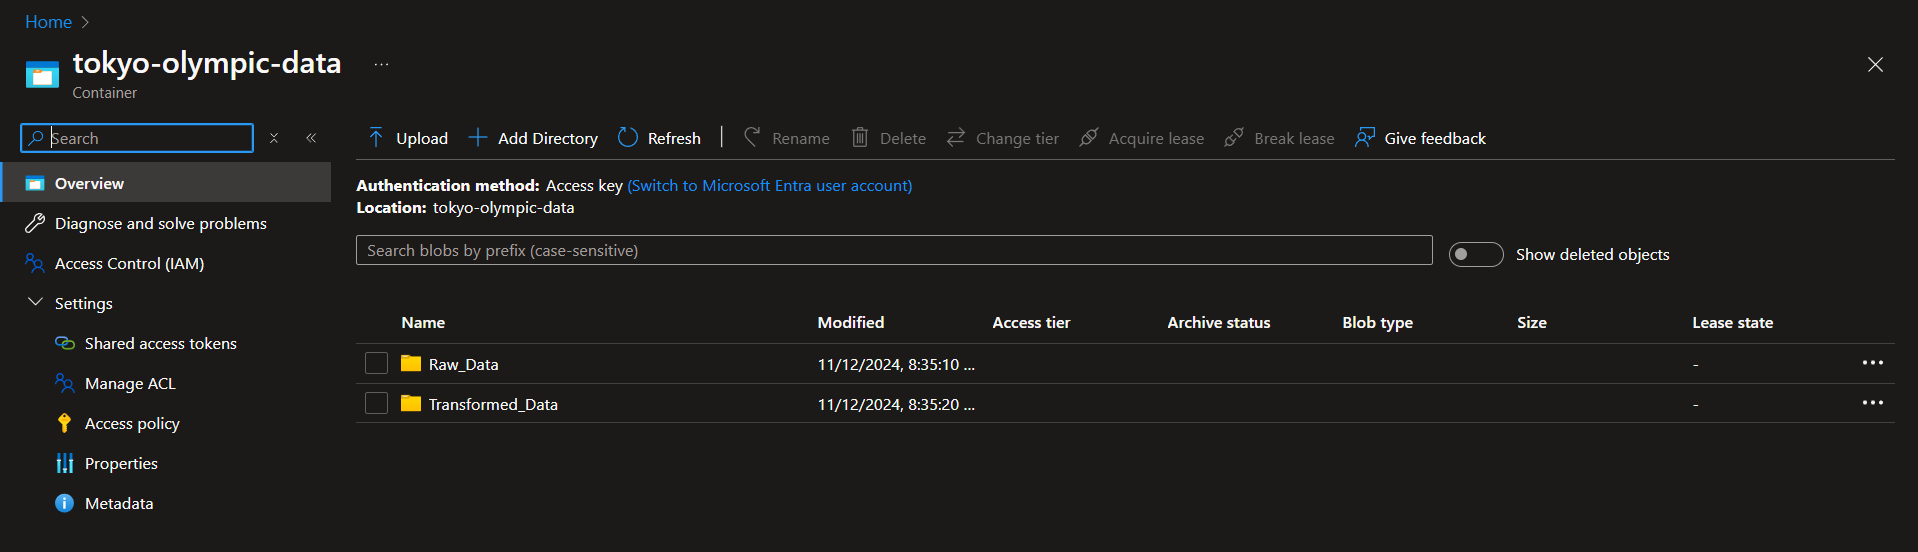 Home
tokyo-olympic-data ...
Container
Search
Overview
Diagnose and solve problems
Access Control (IAM)
Settings
Shared access tokens
Manage ACL
Access policy
Properties
Metadata
Upload Add Directory Refresh Rename Delete Change tier Acquire lease Break lease Give feedback
Authentication method: Access key (Switch to Microsoft Entra user account)
Location: tokyo-olympic-data
Search blobs by prefix (case-sensitive) Show deleted objects
Name Modified Access tier Archive status Blob type Size Lease state
Raw_Data 11/12/2024, 8:35:10 ... - ...
Transformed_Data 11/12/2024, 8:35:20 ... - ...